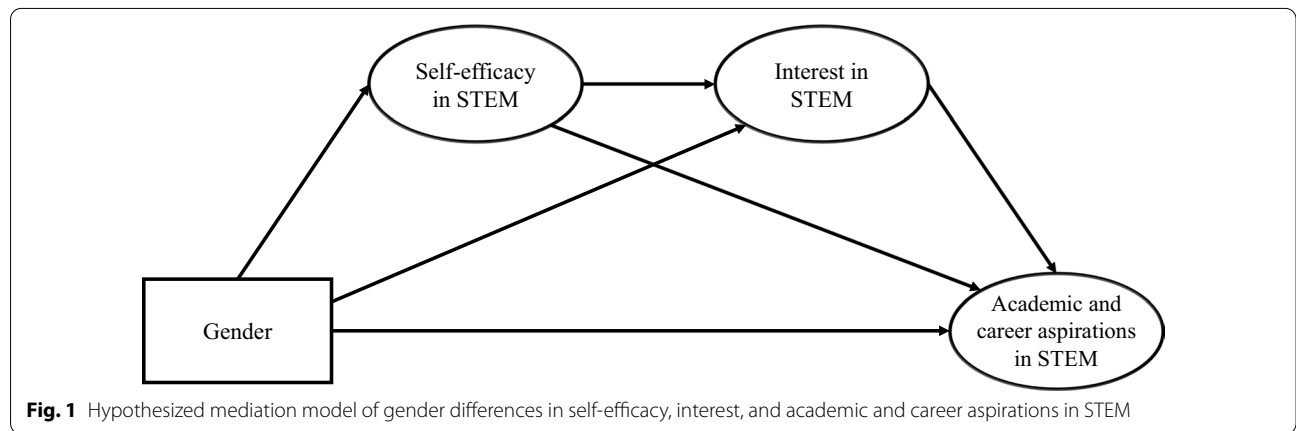 Self-efficacy
in STEM
Interest in
STEM
Gender
Academic and
career aspirations
in STEM
Fig. 1 Hypothesized mediation model of gender differences in self-efficacy, interest, and academic and career aspirations in STEM